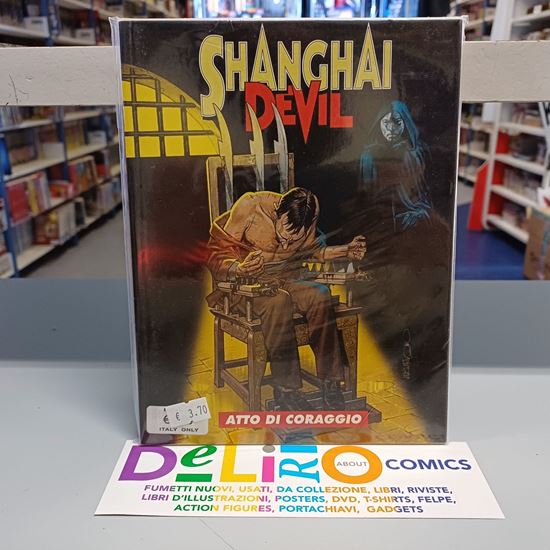 SHANGHAI
DEVIL
€ € 3.70
ITALY ONLY
ATTO DI CORAGGIO
DeLiRiO ABOUT COMICS
FUMETTI NUOVI, USATI, DA COLLEZIONE, LIBRI, RIVISTE,
LIBRI D'ILLUSTRAZIONI, POSTERS, DVD, T-SHIRTS, FELPE,
ACTION FIGURES, PORTACHIAVI, GADGETS